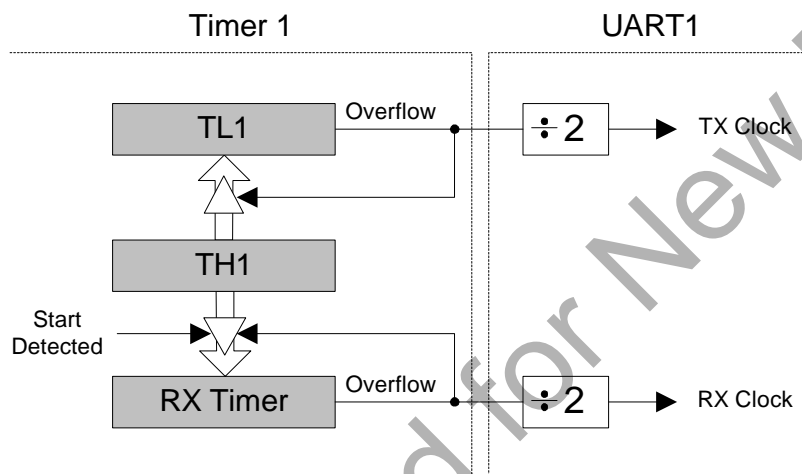 Timer 1
UART1
TL1
Overflow
÷2
TX Clock
TH1
Start
Detected
RX Timer
Overflow
÷2
RX Clock
d for New